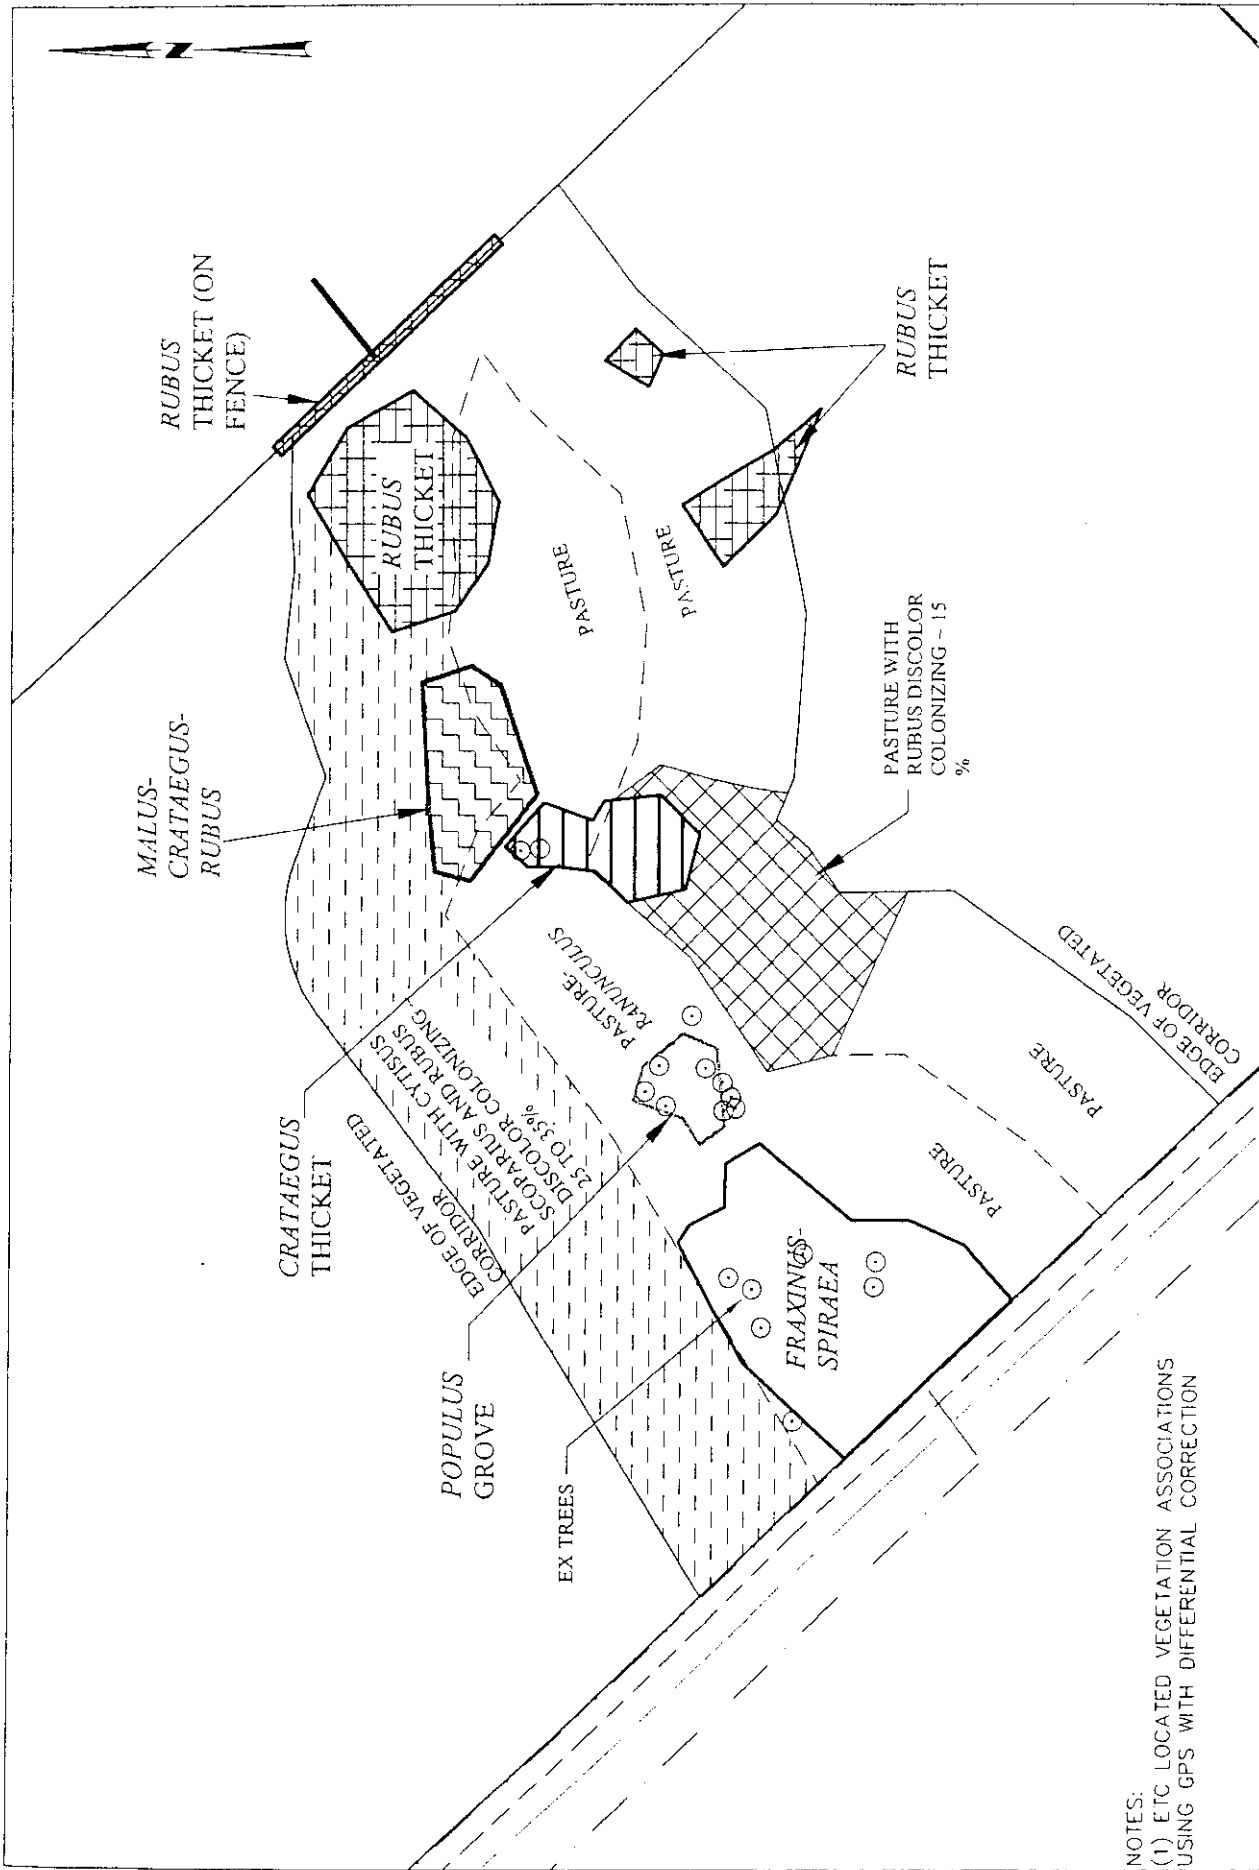 N
RUBUS
THICKET (ON
FENCE)
MALUS-
CRATAEGUS-
RUBUS
RUBUS
THICKET
CRATAEGUS
THICKET
PASTURE
PASTURE
RUBUS
THICKET
POPULUS
GROVE
EDGE OF VEGETATED
CORRIDOR
PASTURE WITH CYTISUS
SCOPARIUS AND RUBUS
DISCOLOR COLONIZING-
25 TO 35%
PASTURE-
RANUNCULUS
PASTURE WITH
RUBUS DISCOLOR
COLONIZING ~ 15
%
EX TREES
FRAXINUS-
SPIRAEA
PASTURE
PASTURE
EDGE OF VEGETATED
CORRIDOR
NOTES:
(1) ETC LOCATED VEGETATION ASSOCIATIONS
USING GPS WITH DIFFERENTIAL CORRECTION